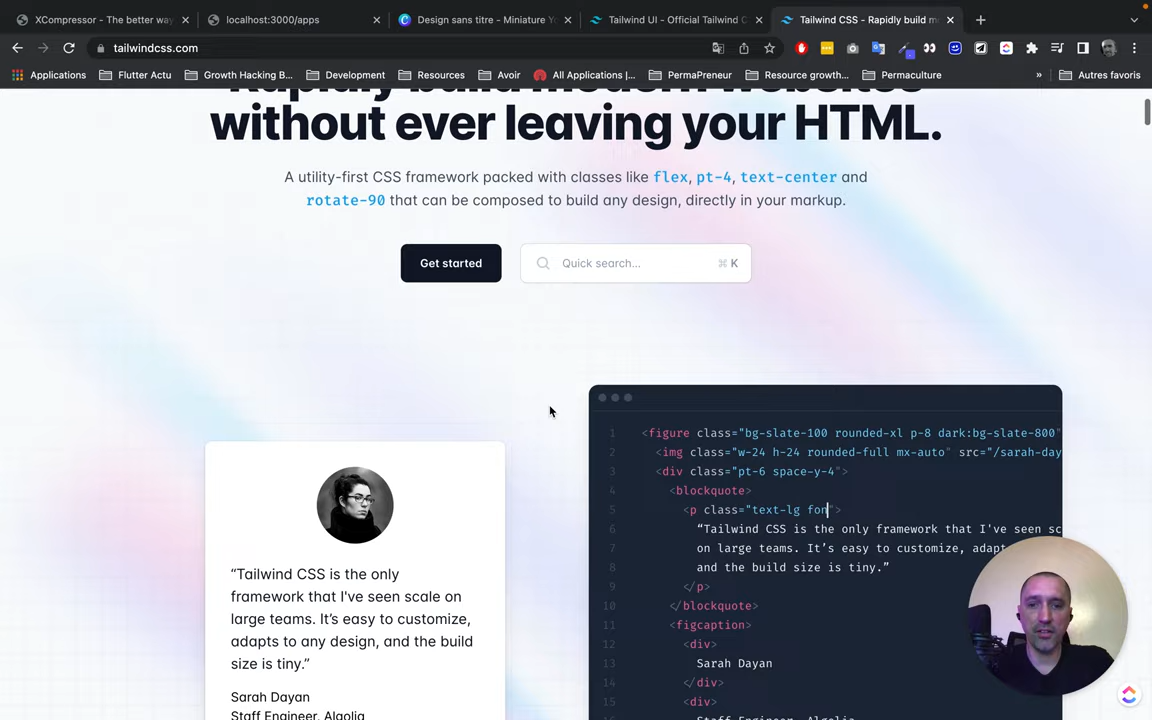 XCompressor - The better way
localhost:3000/apps
Design sans titre - Miniature Y
Tailwind UI - Official Tailwind C
Tailwind CSS - Rapidly build m
tailwindcss.com
Applications
Flutter Actu
Growth Hacking B...
Development
Resources
Avoir
All Applications |...
PermaPreneur
Resource growth...
Permaculture
»
Autres favoris
Rapidly build modern websites
without ever leaving your HTML.
A utility-first CSS framework packed with classes like flex, pt-4, text-center and
rotate-90 that can be composed to build any design, directly in your markup.
Get started
Quick search...
⌘ K
“Tailwind CSS is the only
framework that I've seen scale on
large teams. It’s easy to customize,
adapts to any design, and the build
size is tiny.”
Sarah Dayan
Staff Engineer, Algolia
1 <figure class="bg-slate-100 rounded-xl p-8 dark:bg-slate-800"
2 <img class="w-24 h-24 rounded-full mx-auto" src="/sarah-day
3 <div class="pt-6 space-y-4">
4 <blockquote>
5 <p class="text-lg fon">
6 “Tailwind CSS is the only framework that I've seen sc
7 on large teams. It’s easy to customize, adapt
8 and the build size is tiny.”
9 </p>
10 </blockquote>
11 <figcaption>
12 <div>
13 Sarah Dayan
14 </div>
15 <div>
Staff Engineer, Algolia